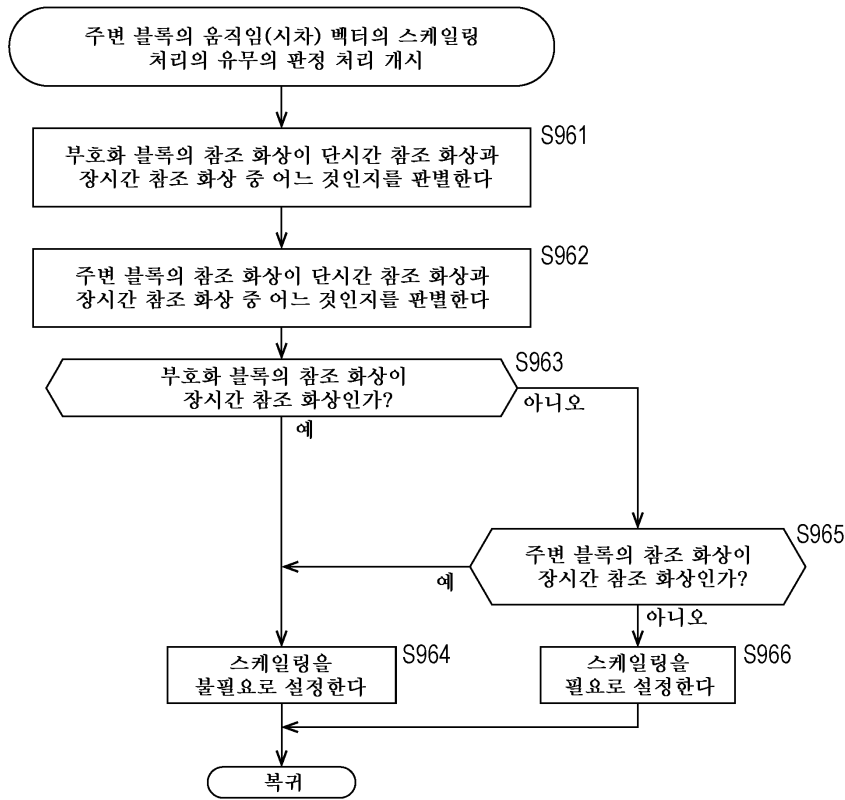 주변 블록의 움직임(시차) 벡터의 스케일링
처리의 유무의 판정 처리 개시
S961
부호화 블록의 참조 화상이 단시간 참조 화상과
장시간 참조 화상 중 어느 것인지를 판별한다
S962
주변 블록의 참조 화상이 단시간 참조 화상과
장시간 참조 화상 중 어느 것인지를 판별한다
S963
부호화 블록의 참조 화상이
장시간 참조 화상인가?
아니오
예
S965
주변 블록의 참조 화상이
장시간 참조 화상인가?
예
아니오
S964
스케일링을
불필요로 설정한다
S966
스케일링을
필요로 설정한다
복귀